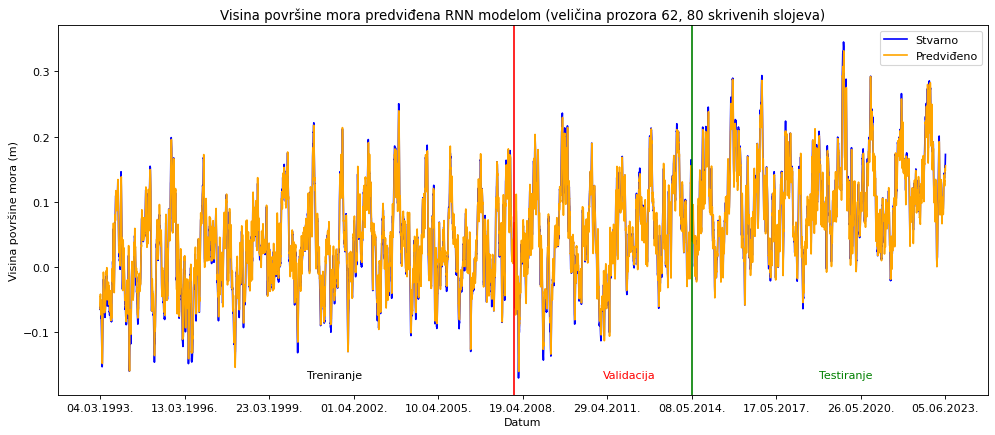 Visina površine mora predviđena RNN modelom (veličina prozora 62, 80 skrivenih slojeva)
Stvarno
Predviđeno
Visina površine mora (m)
0.3
0.2
0.1
0.0
−0.1
Treniranje
Validacija
Testiranje
04.03.1993.
13.03.1996.
23.03.1999.
01.04.2002.
10.04.2005.
19.04.2008.
29.04.2011.
08.05.2014.
17.05.2017.
26.05.2020.
05.06.2023.
Datum